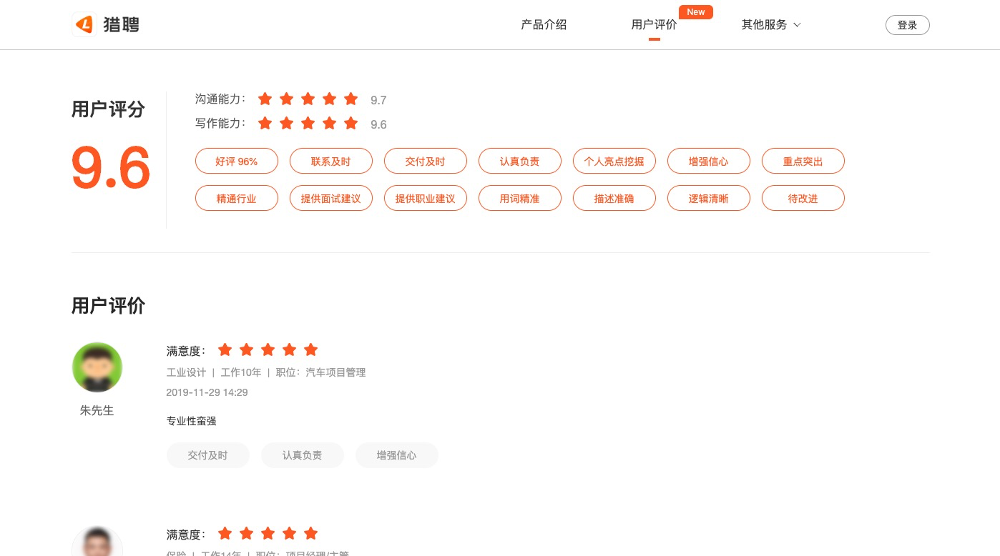 猎聘
产品介绍
用户评价
New
其他服务
登录
用户评分
9.6
沟通能力： 9.7
写作能力： 9.6
好评 96% 联系及时 交付及时 认真负责 个人亮点挖掘 增强信心 重点突出
精通行业 提供面试建议 提供职业建议 用词精准 描述准确 逻辑清晰 待改进
用户评价
朱先生
满意度：
工业设计 | 工作10年 | 职位：汽车项目管理
2019-11-29 14:29
专业性蛮强
交付及时 认真负责 增强信心
满意度：
保险 | 工作14年 | 职位：项目经理/主管